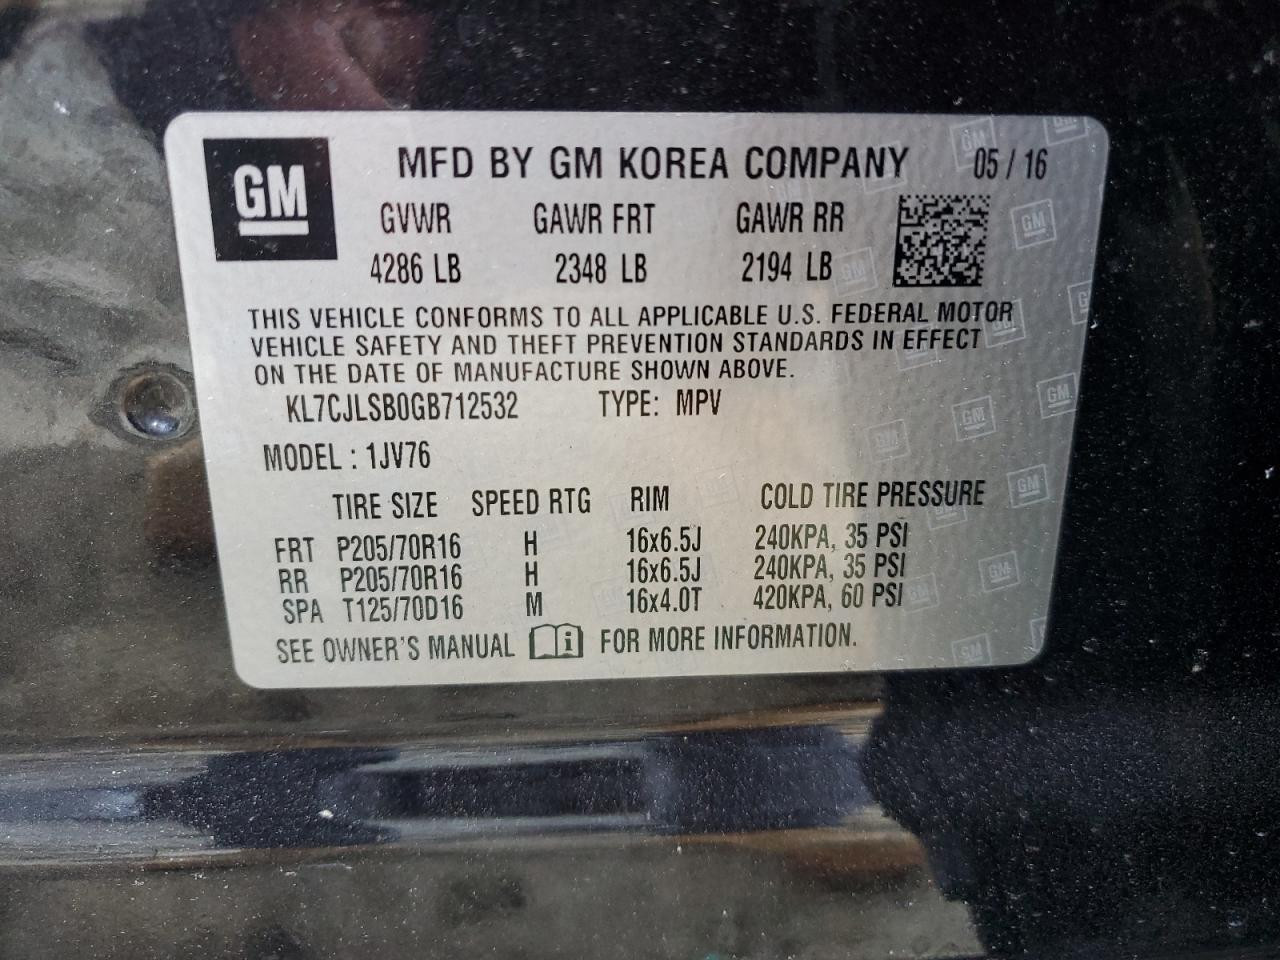 GM
MFD BY GM KOREA COMPANY 05 / 16
GVWR GAWR FRT GAWR RR
4286 LB 2348 LB 2194 LB
THIS VEHICLE CONFORMS TO ALL APPLICABLE U.S. FEDERAL MOTOR
VEHICLE SAFETY AND THEFT PREVENTION STANDARDS IN EFFECT
ON THE DATE OF MANUFACTURE SHOWN ABOVE.
KL7CJLSB0GB712532 TYPE: MPV
MODEL : 1JV76
TIRE SIZE SPEED RTG RIM COLD TIRE PRESSURE
FRT P205/70R16 H 16x6.5J 240KPA, 35 PSI
RR P205/70R16 H 16x6.5J 240KPA, 35 PSI
SPA T125/70D16 M 16x4.0T 420KPA, 60 PSI
SEE OWNER'S MANUAL FOR MORE INFORMATION.